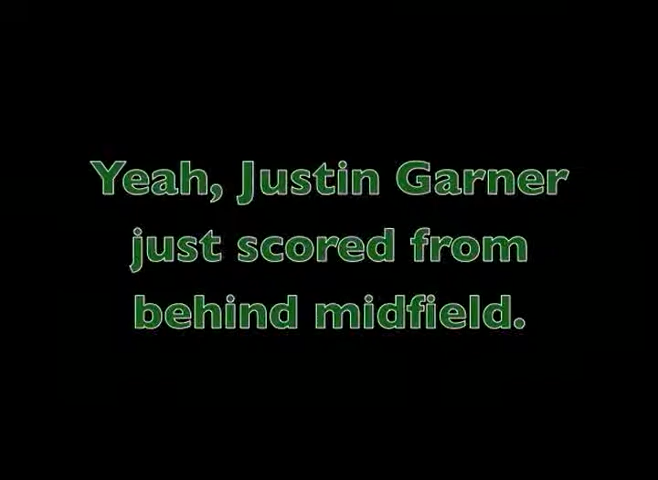 Yeah, Justin Garner
just scored from
behind midfield.